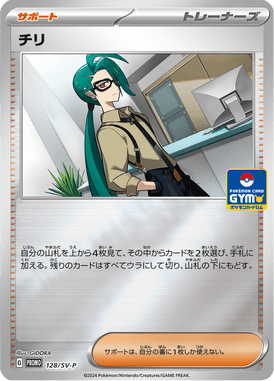 サポート
トレーナーズ
チリ
POKÉMON CARD
GYM
ポケモンカードジム
自分の山札を上から4枚見て、その中からカードを2枚選び、手札に
加える。残りのカードはすべてウラにして切り、山札の下にもどす。
Illus. GIDORA
G PROMO 128/SV-P
サポートは、自分の番に1枚しか使えない。
©2024 Pokémon/Nintendo/Creatures/GAME FREAK.